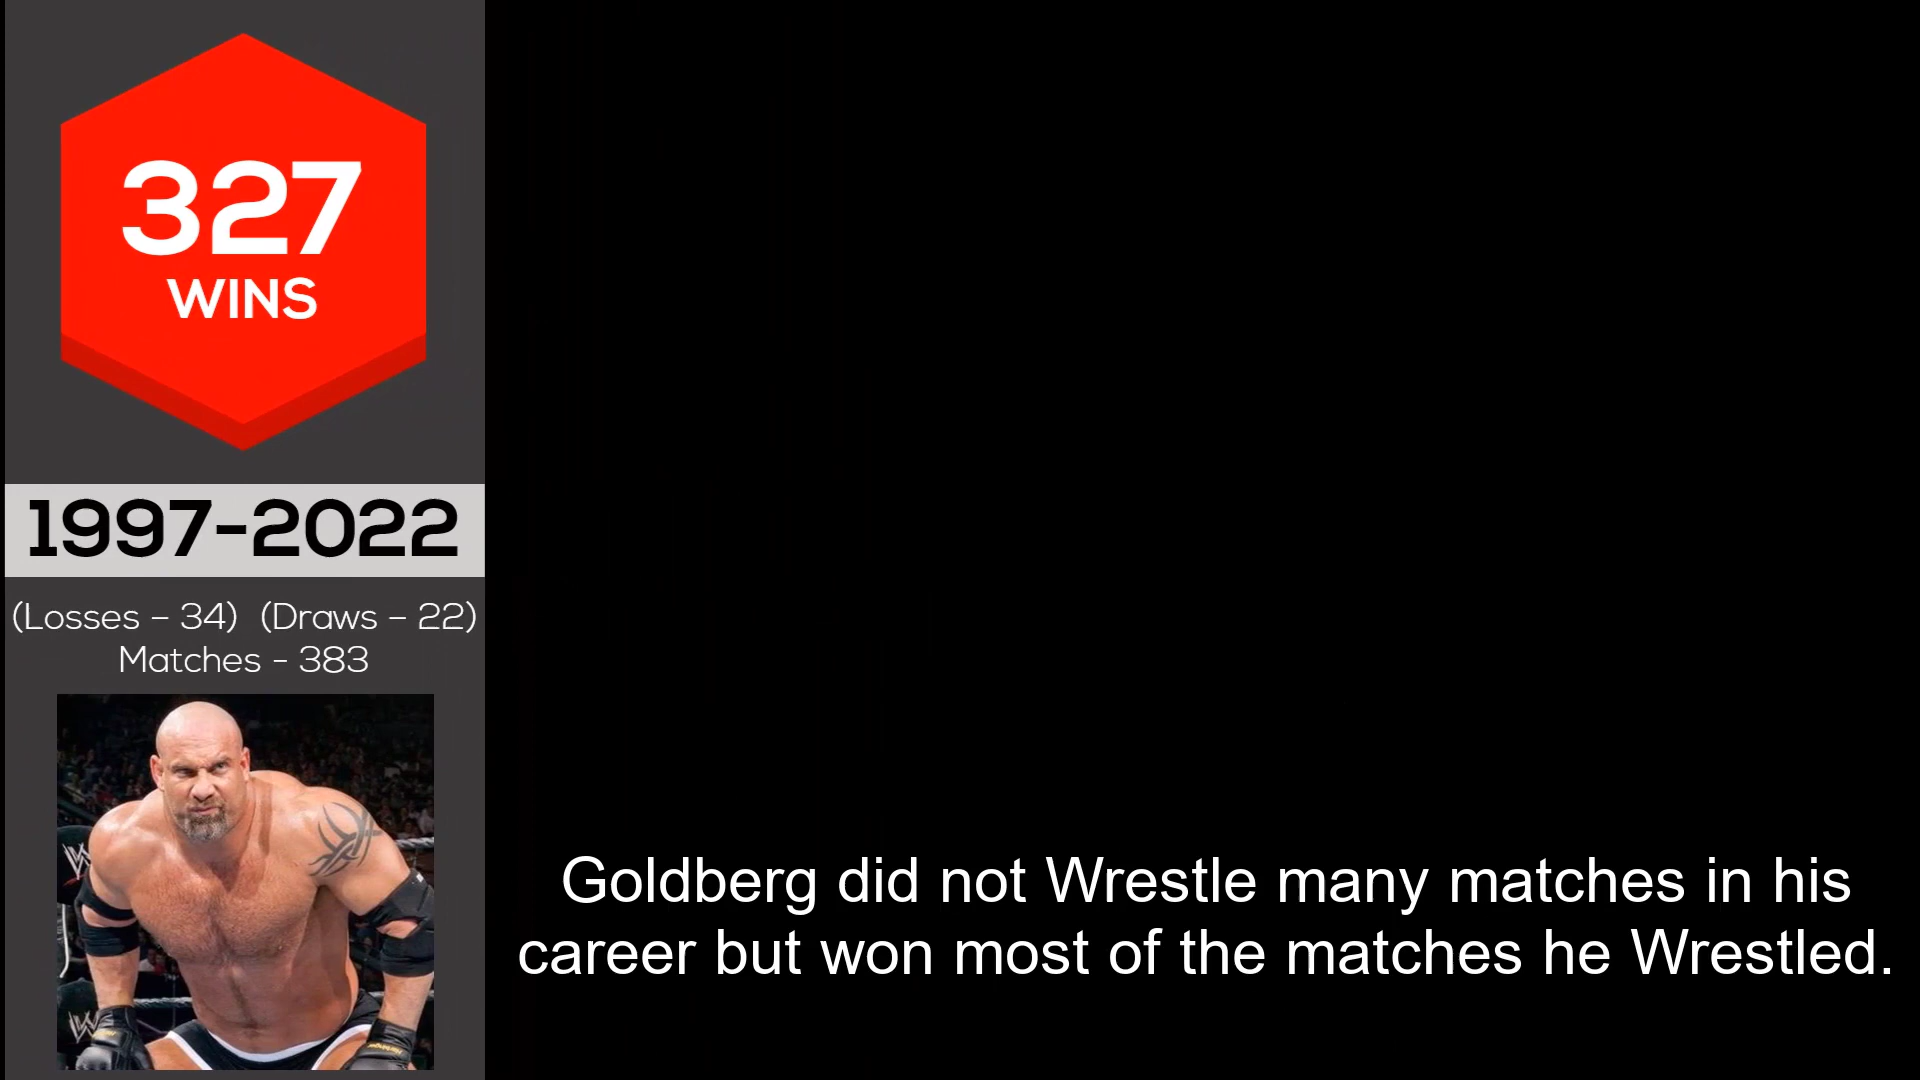 327
WINS
1997-2022
(Losses – 34) (Draws – 22)
Matches - 383
Goldberg did not Wrestle many matches in his
career but won most of the matches he Wrestled.